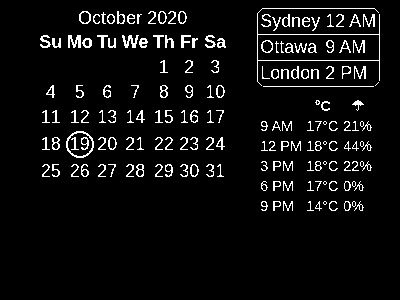 October 2020
Su Mo Tu We Th Fr Sa
1 2 3
4 5 6 7 8 9 10
11 12 13 14 15 16 17
18 19 20 21 22 23 24
25 26 27 28 29 30 31
Sydney 12 AM
Ottawa 9 AM
London 2 PM
°C
9 AM 17°C 21%
12 PM 18°C 44%
3 PM 18°C 22%
6 PM 17°C 0%
9 PM 14°C 0%